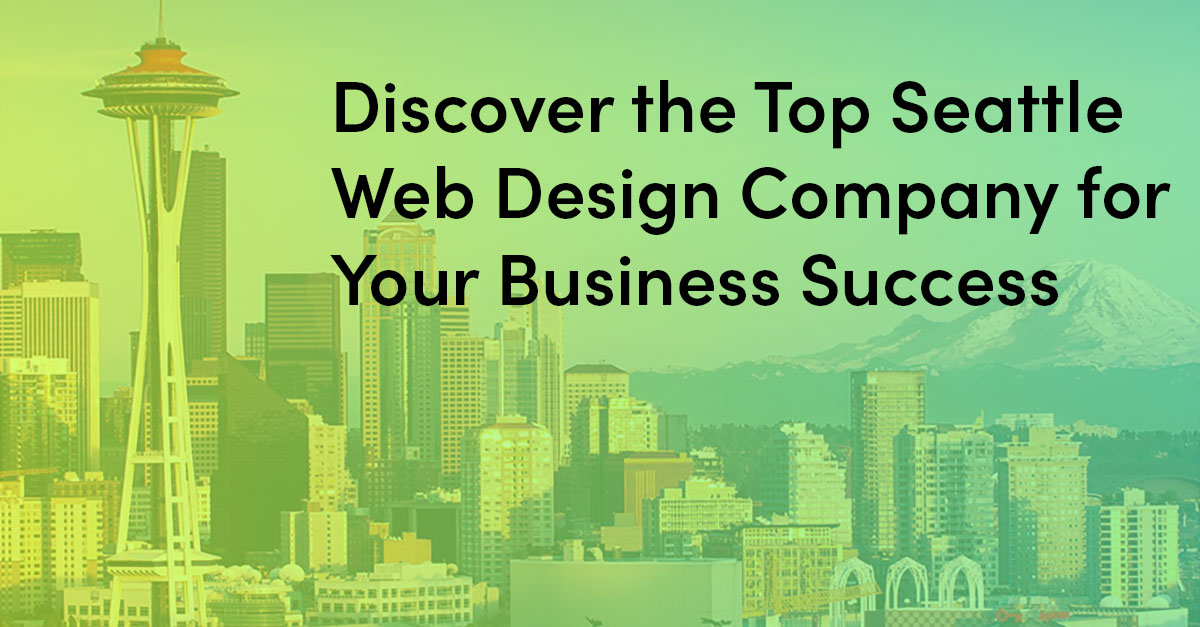 Discover the Top Seattle
Web Design Company for
Your Business Success